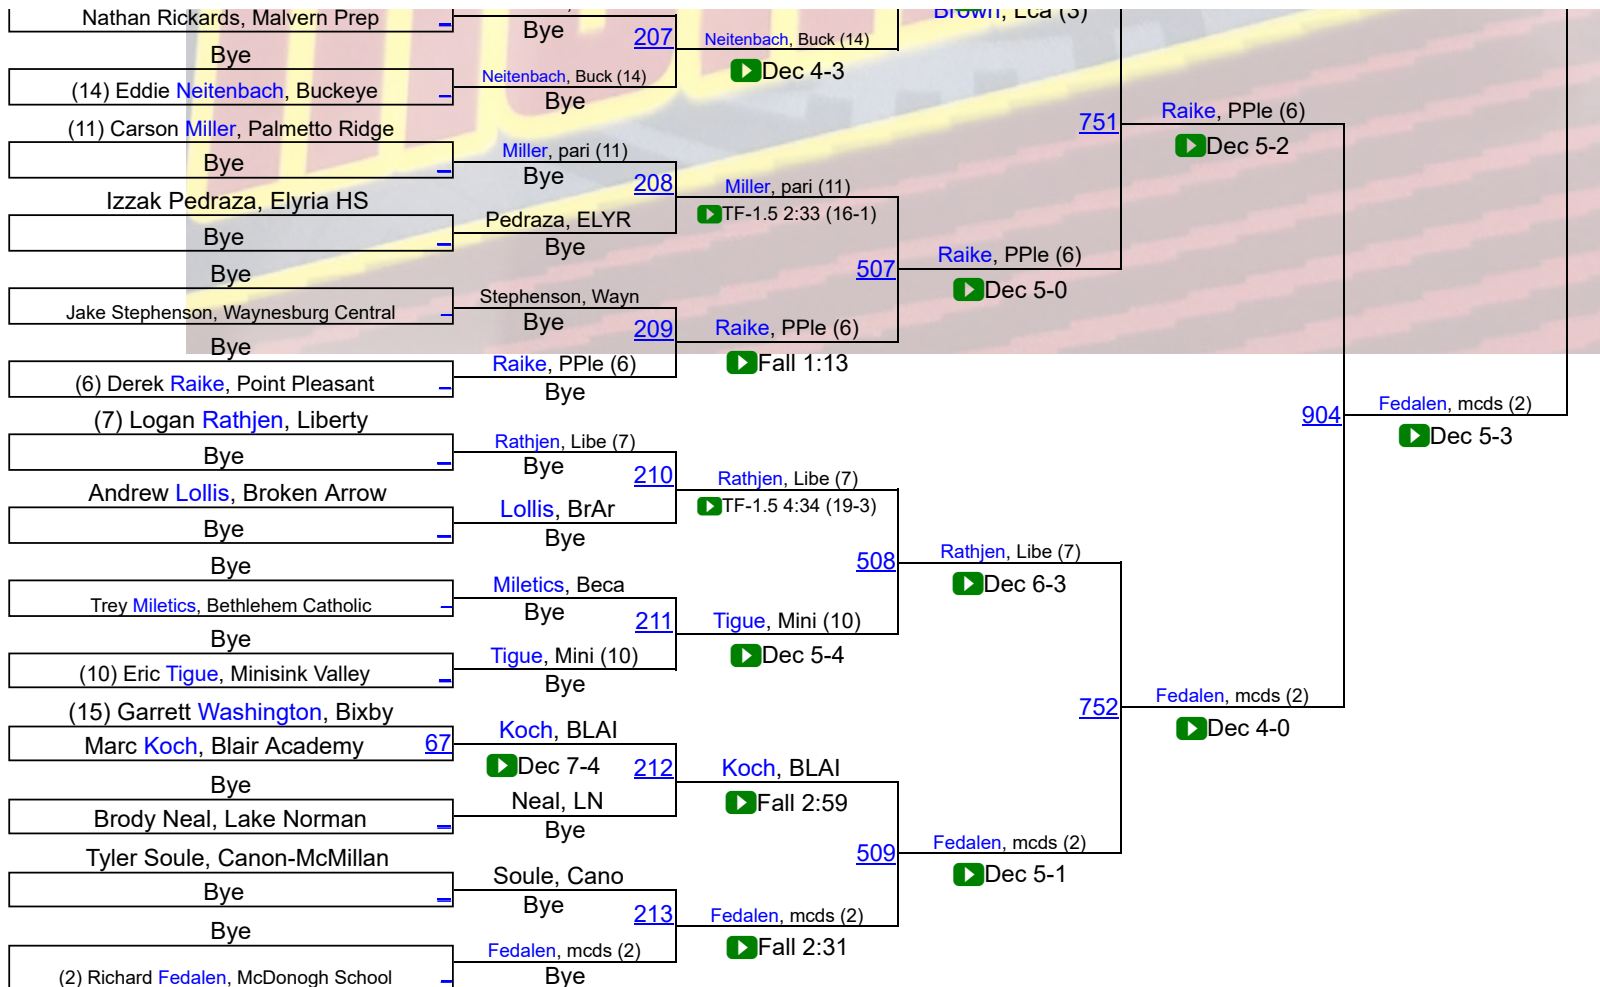 Nathan Rickards, Malvern Prep
Bye
(14) Eddie Neitenbach, Buckeye
(11) Carson Miller, Palmetto Ridge
Bye
Izzak Pedraza, Elyria HS
Bye
Bye
Jake Stephenson, Waynesburg Central
Bye
(6) Derek Raike, Point Pleasant
(7) Logan Rathjen, Liberty
Bye
Andrew Lollis, Broken Arrow
Bye
Bye
Trey Miletics, Bethlehem Catholic
Bye
(10) Eric Tigue, Minisink Valley
(15) Garrett Washington, Bixby
Marc Koch, Blair Academy 67
Bye
Brody Neal, Lake Norman
Tyler Soule, Canon-McMillan
Bye
Bye
(2) Richard Fedalen, McDonogh School
Bye
207
Neitenbach, Buck (14)
Bye
Miller, pari (11)
Bye
208
Pedraza, ELYR
Bye
Stephenson, Wayn
Bye
209
Raike, PPle (6)
Bye
Rathjen, Libe (7)
Bye
210
Lollis, BrAr
Bye
Miletics, Beca
Bye
211
Tigue, Mini (10)
Bye
Koch, BLAI
Dec 7-4
212
Neal, LN
Bye
Soule, Cano
Bye
213
Fedalen, mcds (2)
Bye
Neitenbach, Buck (14)
Dec 4-3
Miller, pari (11)
TF-1.5 2:33 (16-1)
507
Raike, PPle (6)
Fall 1:13
Rathjen, Libe (7)
TF-1.5 4:34 (19-3)
508
Tigue, Mini (10)
Dec 5-4
Koch, BLAI
Fall 2:59
509
Fedalen, mcds (2)
Fall 2:31
Brown, Lca (3)
751
Raike, PPle (6)
Dec 5-0
Rathjen, Libe (7)
Dec 6-3
752
Fedalen, mcds (2)
Dec 5-1
Raike, PPle (6)
Dec 5-2
904
Fedalen, mcds (2)
Dec 4-0
Fedalen, mcds (2)
Dec 5-3